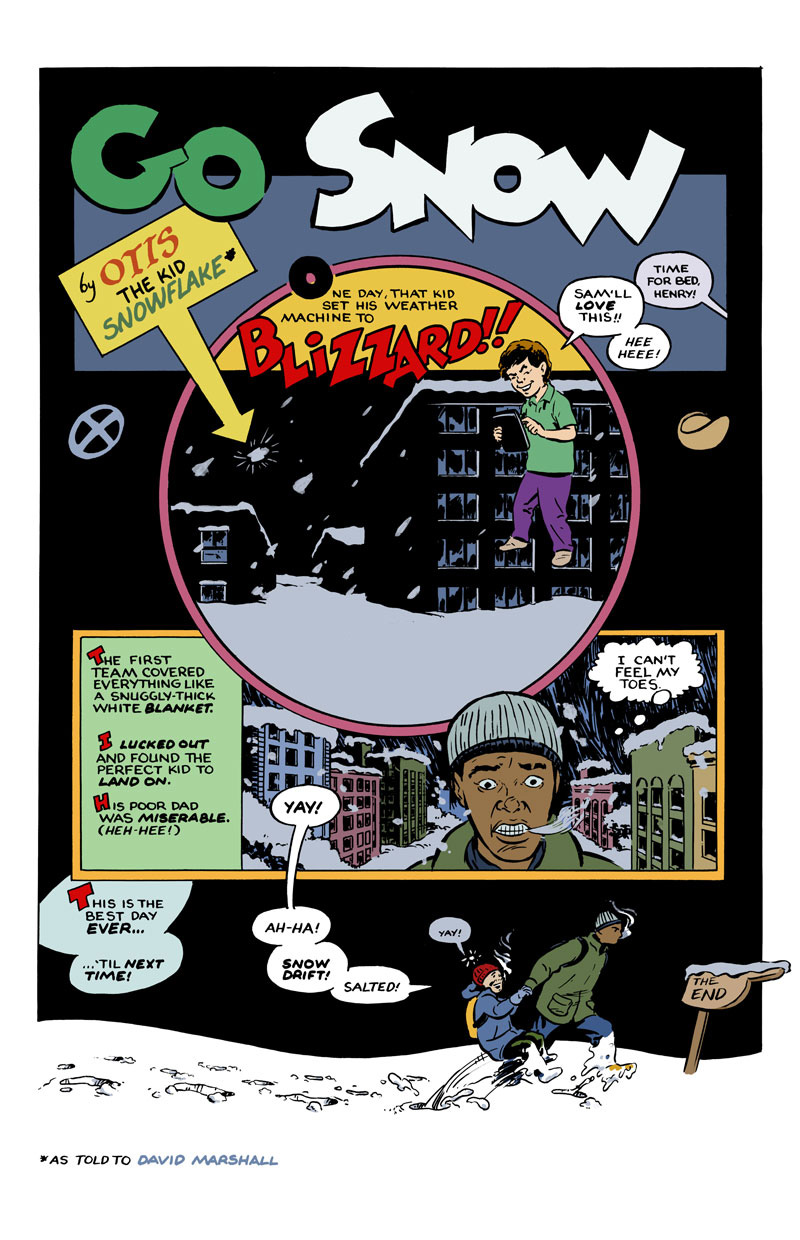 GO SNOW
by OTIS
THE KID
SNOWFLAKE*
ONE DAY, THAT KID
SET HIS WEATHER
MACHINE TO
BLIZZARD!!
SAM'LL
LOVE
THIS!!
HEE
HEEE!
TIME
FOR BED,
HENRY!
THE FIRST
TEAM COVERED
EVERYTHING LIKE
A SNUGGLY-THICK
WHITE BLANKET.
I LUCKED OUT
AND FOUND THE
PERFECT KID TO
LAND ON.
HIS POOR DAD
WAS MISERABLE.
(HEH-HEE!)
I CAN'T
FEEL MY
TOES.
YAY!
AH-HA!
SNOW
DRIFT!
SALTED!
YAY!
THIS IS THE
BEST DAY
EVER...
...'TIL NEXT
TIME!
THE
END
*AS TOLD TO DAVID MARSHALL